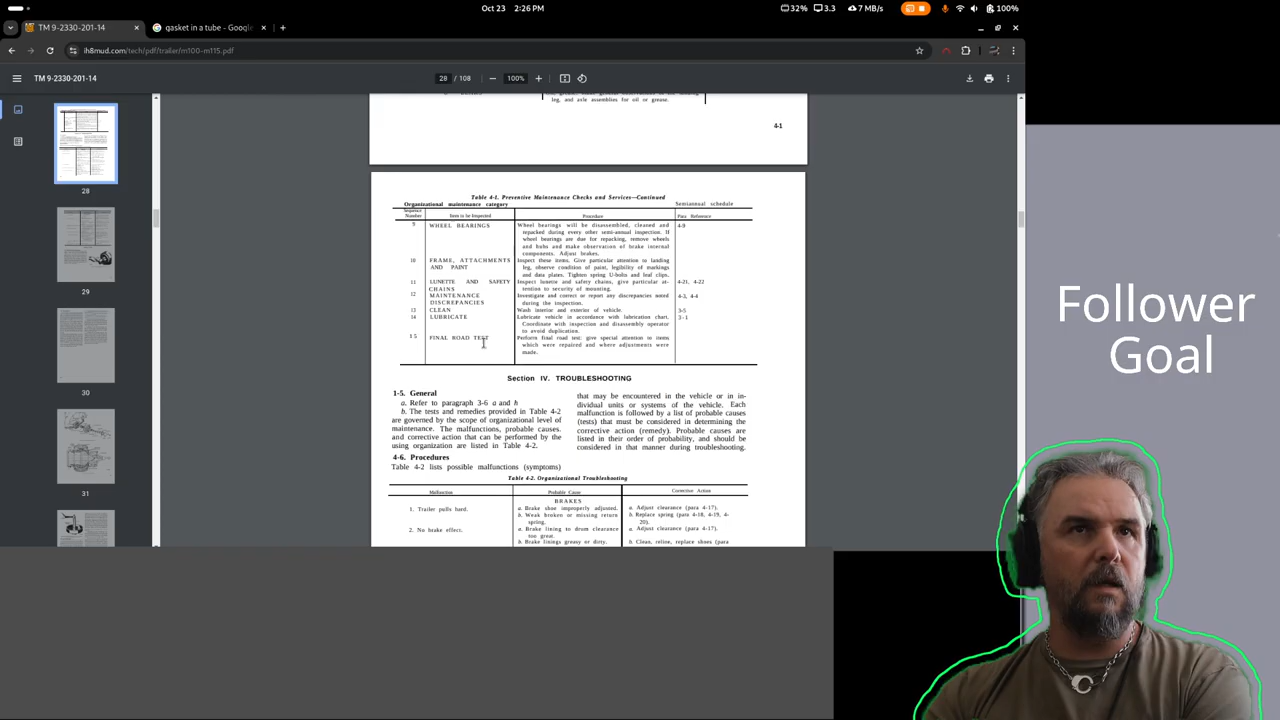 Oct 23 2:26 PM
32% 3.3 7 MB/s 100%
TM 9-2330-201-14
gasket in a tube - Google
ih8mud.com/tech/pdf/trailer/m100-m115.pdf
TM 9-2330-201-14
28 / 108
100%
leg, and axle assemblies for oil or grease.
4-1
Table 4-1. Preventive Maintenance Checks and Services—Continued
Organizational maintenance category Semiannual schedule
Sequence Number Item to be Inspected Procedure Para Reference
9 WHEEL BEARINGS Wheel bearings will be disassembled, cleaned and 4-9
repacked during every other semi-annual inspection. If
wheel bearings are due for repacking, remove wheels
and hubs and make observation of brake internal
components. Adjust brakes.
10 FRAME, ATTACHMENTS Inspect these items. Give particular attention to landing
AND PAINT leg, observe condition of paint, legibility of markings
and data plates. Tighten spring U-bolts and leaf clips.
11 LUNETTE AND SAFETY Inspect lunette and safety chains, give particular at- 4-21, 4-22
CHAINS tention to security of mounting.
12 MAINTENANCE Investigate and correct or report any discrepancies noted 4-3, 4-4
DISCREPANCIES during the inspection.
13 CLEAN Wash interior and exterior of vehicle. 3-5
14 LUBRICATE Lubricate vehicle in accordance with lubrication chart. 3-1
Coordinate with inspection and disassembly operator
to avoid duplication.
15 FINAL ROAD TEST Perform final road test: give special attention to items
which were repaired and where adjustments were
made.
Section IV. TROUBLESHOOTING
1-5. General
a. Refer to paragraph 3-6 a and h
b. The tests and remedies provided in Table 4-2
are governed by the scope of organizational level of
maintenance. The malfunctions, probable causes.
and corrective action that can be performed by the
using organization are listed in Table 4-2.
4-6. Procedures
Table 4-2 lists possible malfunctions (symptoms)
that may be encountered in the vehicle or in in-
dividual units or systems of the vehicle. Each
malfunction is followed by a list of probable causes
(tests) that must be considered in determining the
corrective action (remedy). Probable causes are
listed in their order of probability, and should be
considered in that manner during troubleshooting.
Table 4-2. Organizational Troubleshooting
Malfunction Probable Cause Corrective Action
BRAKES
1. Trailer pulls hard. a. Brake shoe improperly adjusted. a. Adjust clearance (para 4-17).
b. Weak broken or missing return b. Replace spring (para 4-18, 4-19, 4-
spring. 20).
2. No brake effect. a. Brake lining to drum clearance a. Adjust clearance (para 4-17).
too great.
b. Brake linings greasy or dirty. b. Clean, reline, replace shoes (para
28
29
30
31
Follower
Goal